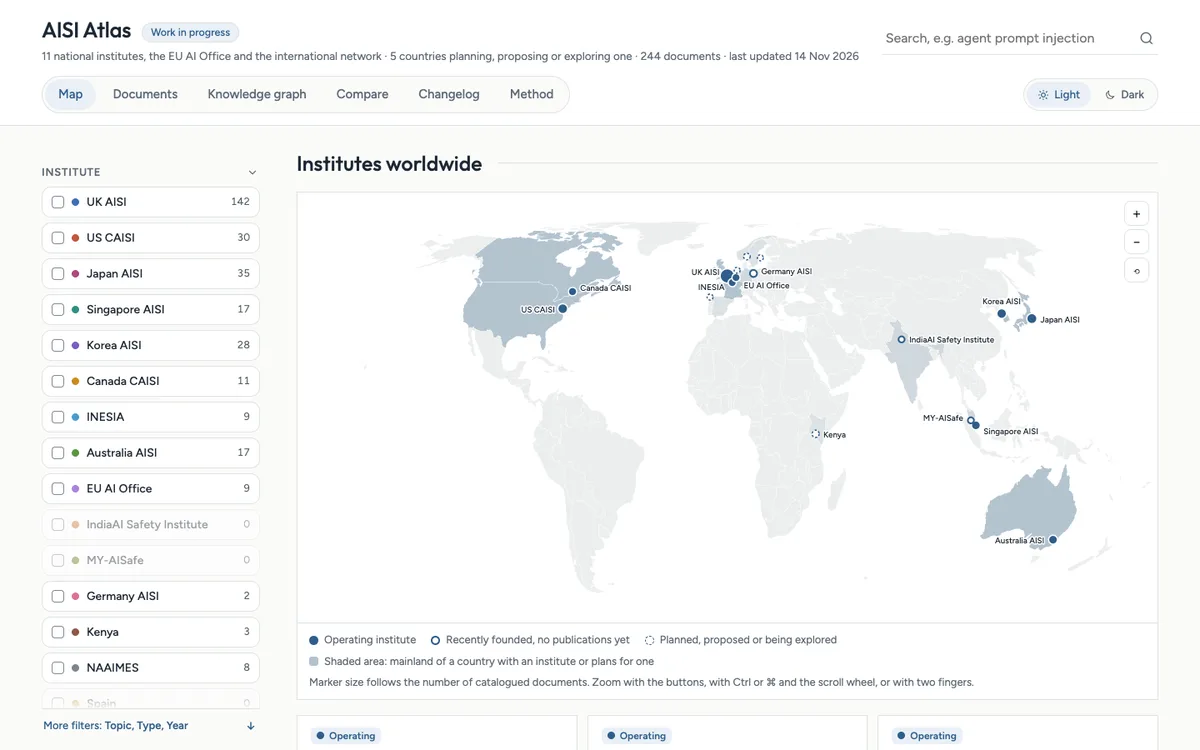 AISI Atlas
Work in progress
11 national institutes, the EU AI Office and the international network · 5 countries planning, proposing or exploring one · 244 documents · last updated 14 Nov 2026
Search, e.g. agent prompt injection
Map
Documents
Knowledge graph
Compare
Changelog
Method
Light
Dark
INSTITUTE
UK AISI 142
US CAISI 30
Japan AISI 35
Singapore AISI 17
Korea AISI 28
Canada CAISI 11
INESIA 9
Australia AISI 17
EU AI Office 9
IndiaAI Safety Institute 0
MY-AISafe 0
Germany AISI 2
Kenya 3
NAAIMES 8
Spain 0
More filters: Topic, Type, Year
Institutes worldwide
+
−
UK AISI
Germany AISI
INESIA
EU AI Office
Canada CAISI
US CAISI
Korea AISI
Japan AISI
IndiaAI Safety Institute
MY-AISafe
Singapore AISI
Kenya
Australia AISI
Operating institute
Recently founded, no publications yet
Planned, proposed or being explored
Shaded area: mainland of a country with an institute or plans for one
Marker size follows the number of catalogued documents. Zoom with the buttons, with Ctrl or ⌘ and the scroll wheel, or with two fingers.
Operating
Operating
Operating